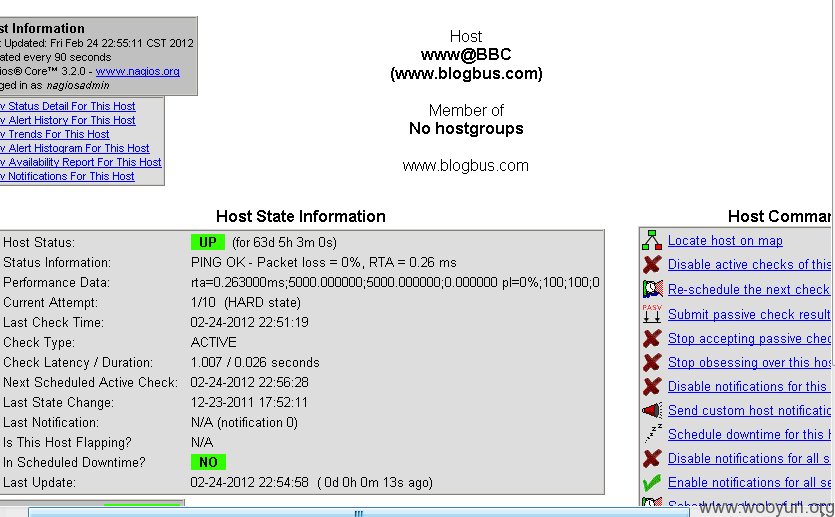 st Information
Updated: Fri Feb 24 22:55:11 CST 2012
ated every 90 seconds
ios® Core™ 3.2.0 - www.nagios.org
ged in as nagiosadmin
w Status Detail For This Host
w Alert History For This Host
w Trends For This Host
w Alert Histogram For This Host
w Availability Report For This Host
w Notifications For This Host
Host
www@BBC
(www.blogbus.com)
Member of
No hostgroups
www.blogbus.com
Host State Information
Host Status: UP (for 63d 5h 3m 0s)
Status Information: PING OK - Packet loss = 0%, RTA = 0.26 ms
Performance Data: rta=0.263000ms;5000.000000;5000.000000;0.000000 pl=0%;100;100;0
Current Attempt: 1/10 (HARD state)
Last Check Time: 02-24-2012 22:51:19
Check Type: ACTIVE
Check Latency / Duration: 1.007 / 0.026 seconds
Next Scheduled Active Check: 02-24-2012 22:56:28
Last State Change: 12-23-2011 17:52:11
Last Notification: N/A (notification 0)
Is This Host Flapping? N/A
In Scheduled Downtime? NO
Last Update: 02-24-2012 22:54:58 ( 0d 0h 0m 13s ago)
Host Commar
Locate host on map
Disable active checks of this
Re-schedule the next check
PASV Submit passive check result
Stop accepting passive chec
Stop obsessing over this hos
Disable notifications for this
Send custom host notificatio
Schedule downtime for this h
Disable notifications for all s
Enable notifications for all se
www.wooyun.org